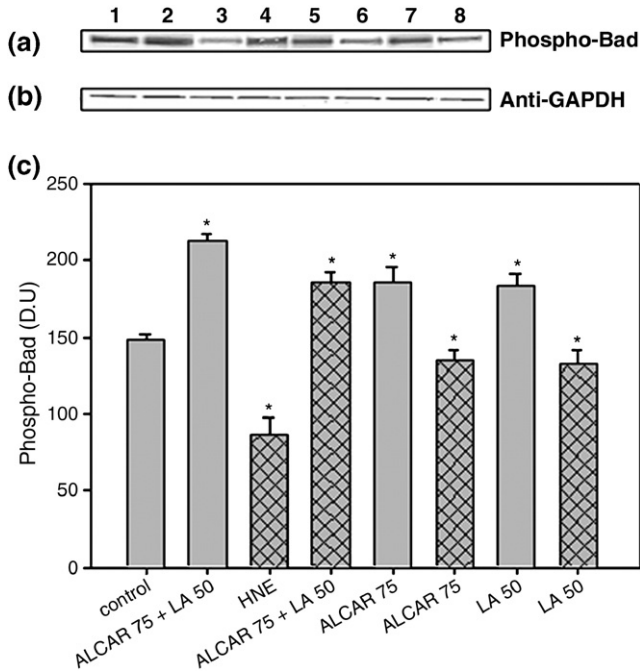 1 2 3 4 5 6 7 8
(a) Phospho-Bad
(b) Anti-GAPDH
(c)
250
200
150
100
50
0
Phospho-Bad (D.U)
* * * * * * *
control
ALCAR 75 + LA 50
HNE
ALCAR 75 + LA 50
ALCAR 75
ALCAR 75
LA 50
LA 50